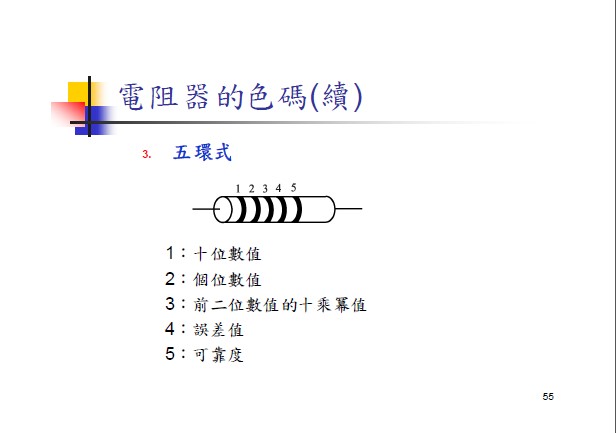 電阻器的色碼(續)
3. 五環式
1 2 3 4 5
1：十位數值
2：個位數值
3：前二位數值的十乘冪值
4：誤差值
5：可靠度
55